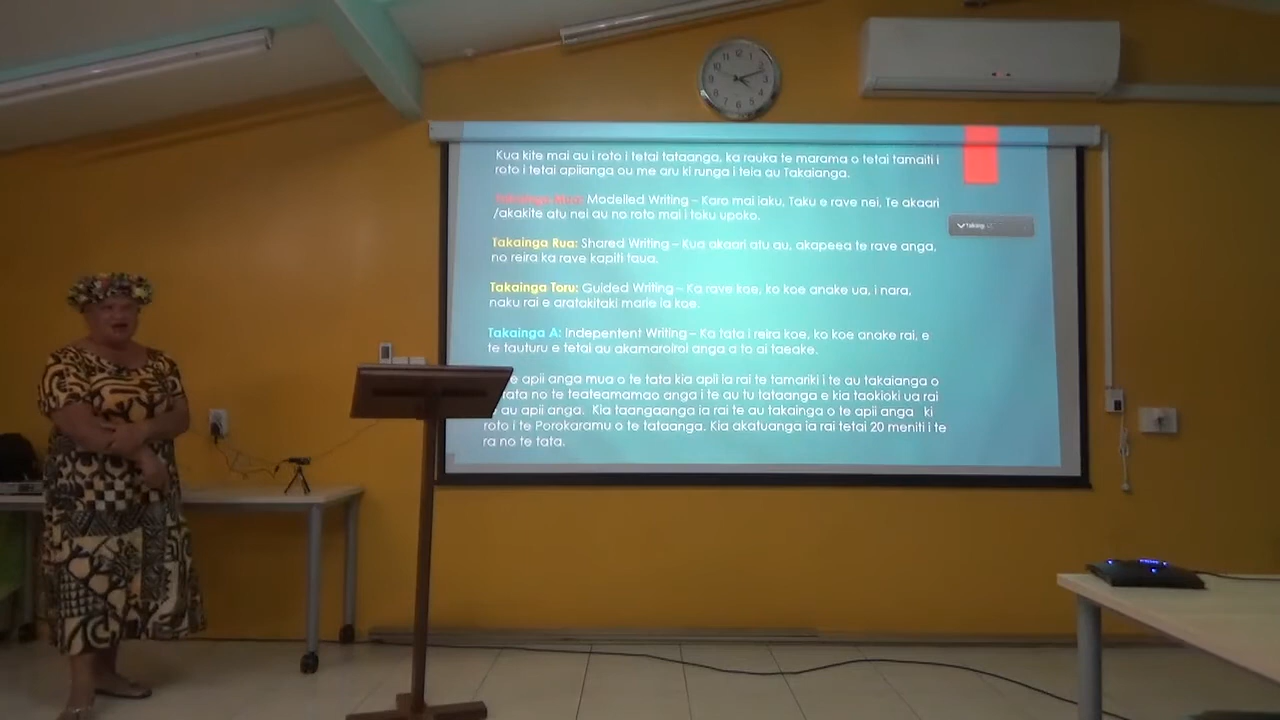 Kua kite mai au i roto i tetai tataanga, ka rauka te marama o tetai tamaiti i
roto i tetai apiianga ou me aru ki runga i teia au Takaianga.
Modelled Writing – Kara mai iaku, Taku e rave nei, Te akaari
/akakite atu nei au no roto mai i toku upoko.
Takainga Rua: Shared Writing – Kua akaari atu au, akapeea te rave anga,
no reira ka rave kapiti taua.
Takainga Toru: Guided Writing – Ka rave koe, ko koe anake ua, i nara,
naku rai e aratakitaki marie ia koe.
Takainga A: Indepentent Writing – Ka tata i reira koe, ko koe anake rai, e
te tauturu e tetai au akamaroiroi anga a to ai taeake.
e apii anga mua o te tata kia apii ia rai te tamariki i te au takaianga o
rata no te teateamamao anga i te au tu tataanga e kia taokioki ua rai
au apii anga. Kia taangaanga ia rai te au takainga o te apii anga ki
roto i te Porokaramu o te tataanga. Kia akatuanga ia rai tetai 20 meniti i te
ra no te tata.